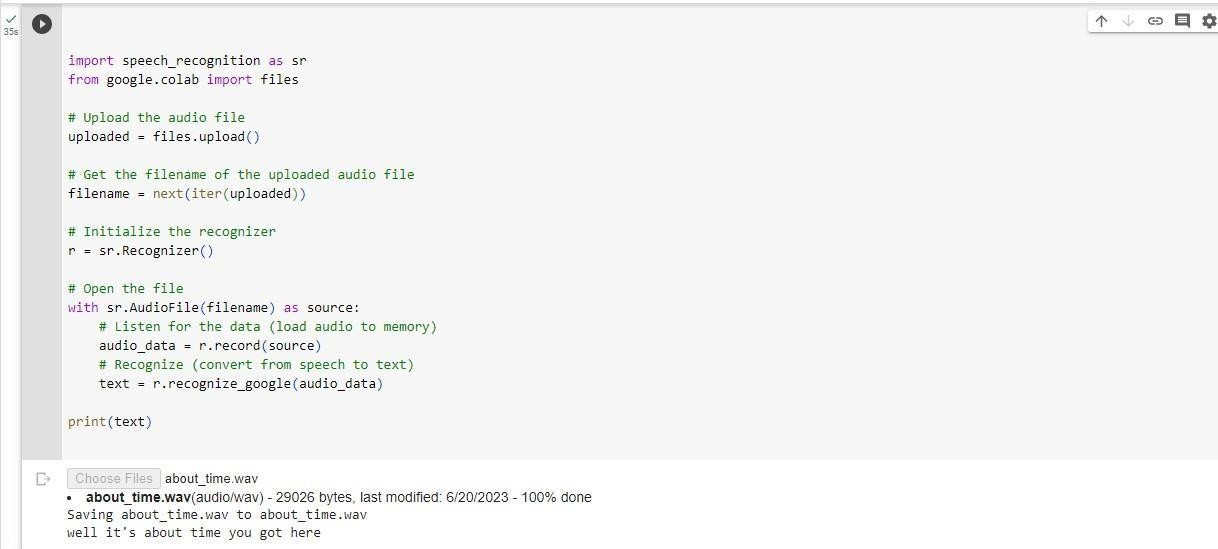 35s
import speech_recognition as sr
from google.colab import files
# Upload the audio file
uploaded = files.upload()
# Get the filename of the uploaded audio file
filename = next(iter(uploaded))
# Initialize the recognizer
r = sr.Recognizer()
# Open the file
with sr.AudioFile(filename) as source:
    # Listen for the data (load audio to memory)
    audio_data = r.record(source)
    # Recognize (convert from speech to text)
    text = r.recognize_google(audio_data)
print(text)
Choose Files about_time.wav
• about_time.wav(audio/wav) - 29026 bytes, last modified: 6/20/2023 - 100% done
Saving about_time.wav to about_time.wav
well it's about time you got here